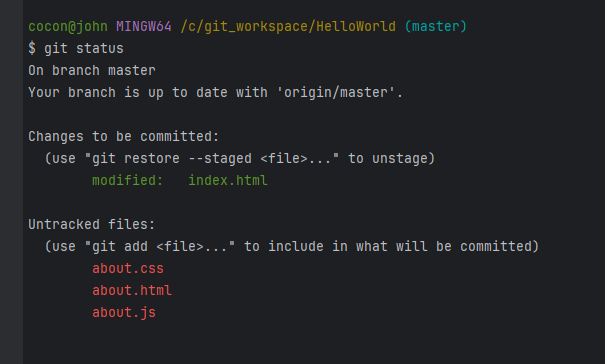 cocon@john MINGW64 /c/git_workspace/HelloWorld (master)
$ git status
On branch master
Your branch is up to date with 'origin/master'.

Changes to be committed:
  (use "git restore --staged <file>..." to unstage)
        modified:   index.html

Untracked files:
  (use "git add <file>..." to include in what will be committed)
        about.css
        about.html
        about.js